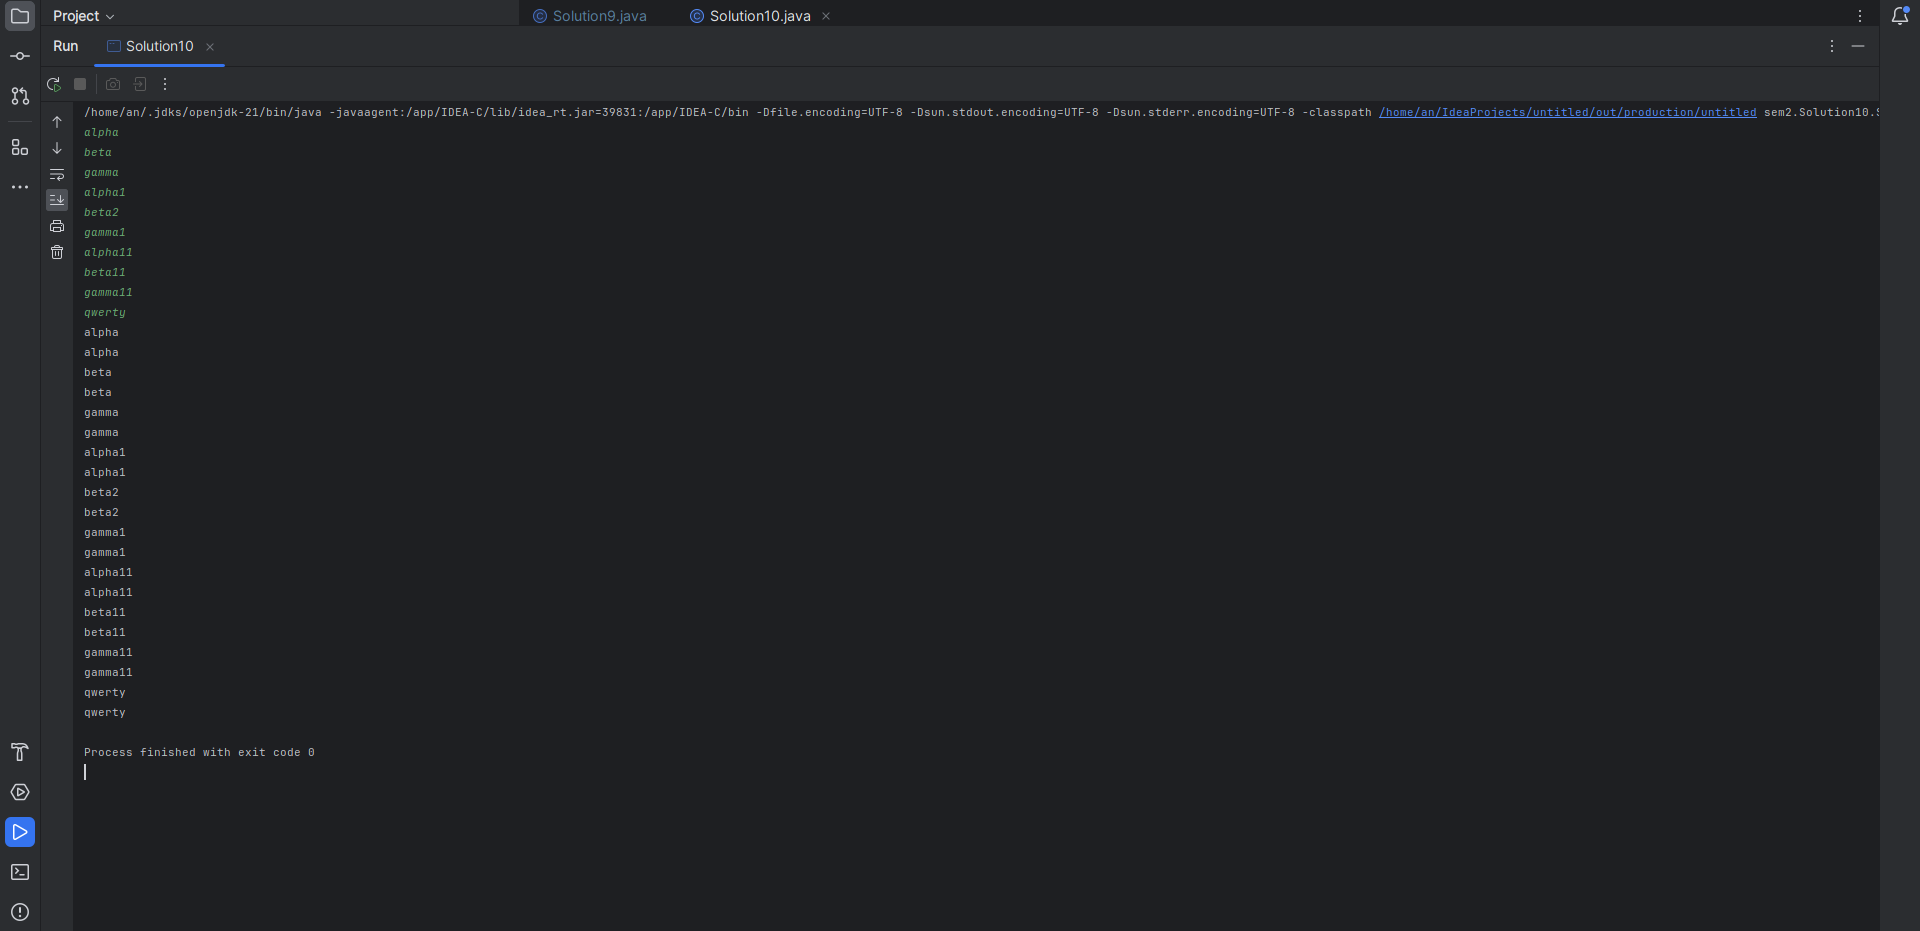 Project
Solution9.java
Solution10.java
Run
Solution10
/home/an/.jdks/openjdk-21/bin/java -javaagent:/app/IDEA-C/lib/idea_rt.jar=39831:/app/IDEA-C/bin -Dfile.encoding=UTF-8 -Dsun.stdout.encoding=UTF-8 -Dsun.stderr.encoding=UTF-8 -classpath /home/an/IdeaProjects/untitled/out/production/untitled sem2.Solution10.S
alpha
beta
gamma
alpha1
beta2
gamma1
alpha11
beta11
gamma11
qwerty
alpha
alpha
beta
beta
gamma
gamma
alpha1
alpha1
beta2
beta2
gamma1
gamma1
alpha11
alpha11
beta11
beta11
gamma11
gamma11
qwerty
qwerty
Process finished with exit code 0